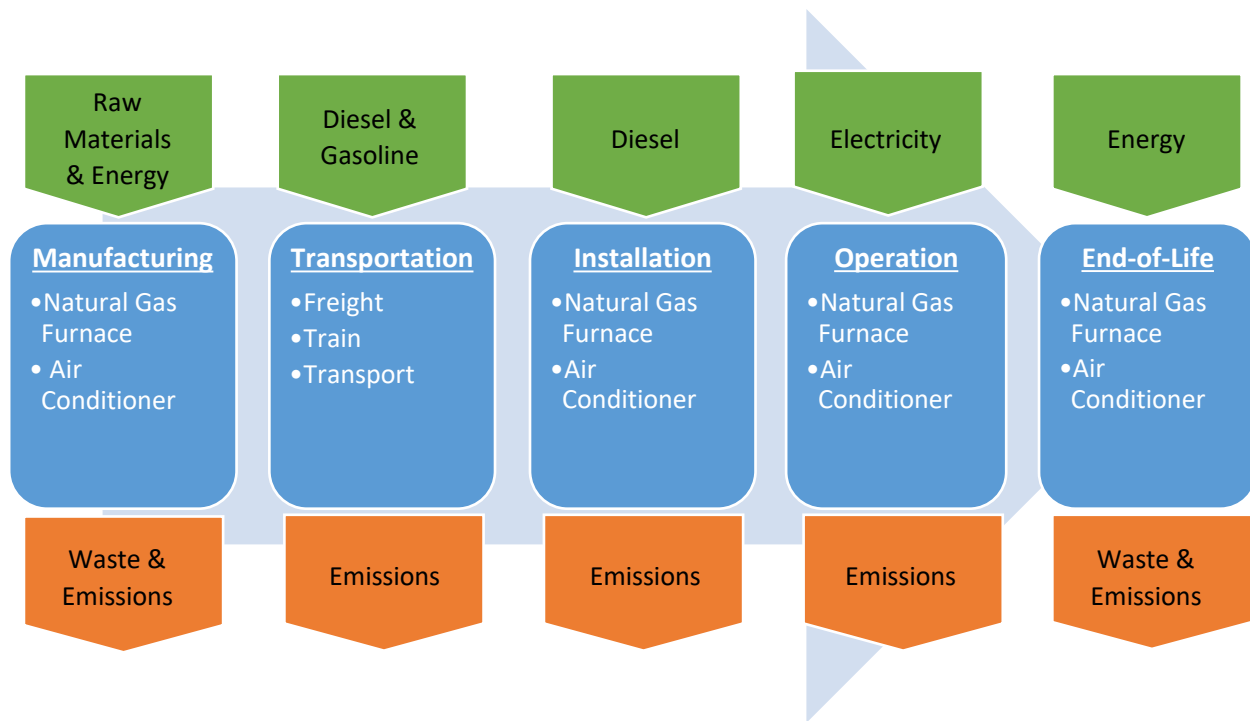 Raw
Materials
& Energy
Diesel &
Gasoline
Diesel
Electricity
Energy
Manufacturing
•Natural Gas
Furnace
• Air
Conditioner
Transportation
•Freight
•Train
•Transport
Installation
•Natural Gas
Furnace
•Air
Conditioner
Operation
•Natural Gas
Furnace
•Air
Conditioner
End-of-Life
•Natural Gas
Furnace
•Air
Conditioner
Waste &
Emissions
Emissions
Emissions
Emissions
Waste &
Emissions